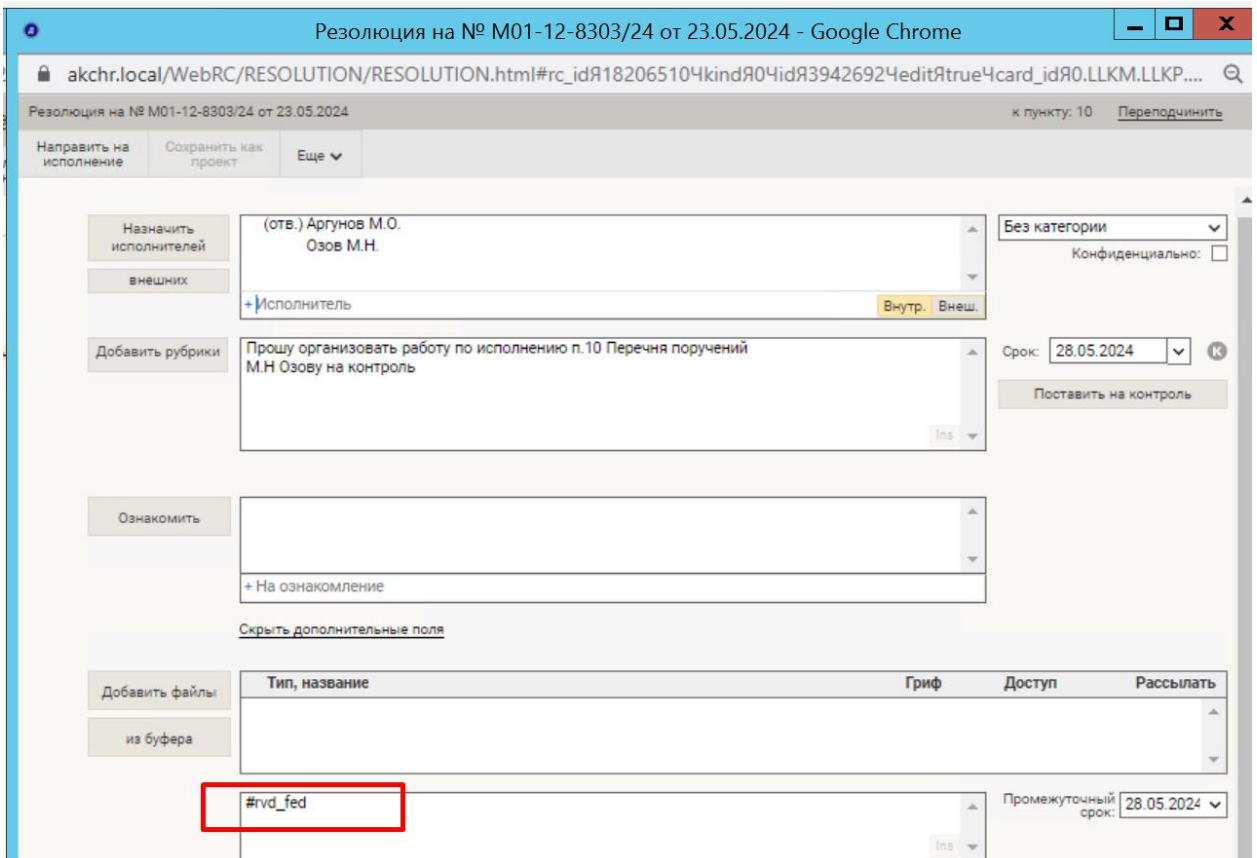 Резолюция на № М01-12-8303/24 от 23.05.2024 - Google Chrome
akchr.local/WebRC/RESOLUTION/RESOLUTION.html#rc_idЯ18206510ЧkindЯ0ЧidЯ3942692ЧeditЯtrueЧcard_idЯ0.LLKM.LLKP....
Резолюция на № М01-12-8303/24 от 23.05.2024
к пункту: 10 Переподчинить
Направить на
исполнение
Сохранить как
проект
Еще
Назначить
исполнителей
внешних
(отв.) Аргунов М.О.
Озов М.Н.
+ Исполнитель
Внутр. Внеш.
Без категории
Конфиденциально:
Добавить рубрики
Прошу организовать работу по исполнению п.10 Перечня поручений
М.Н Озову на контроль
Ins
Срок: 28.05.2024
K
Поставить на контроль
Ознакомить
+ На ознакомление
Скрыть дополнительные поля
Добавить файлы
из буфера
Тип, название Гриф Доступ Рассылать
#rvd_fed
Ins
Промежуточный
срок: 28.05.2024